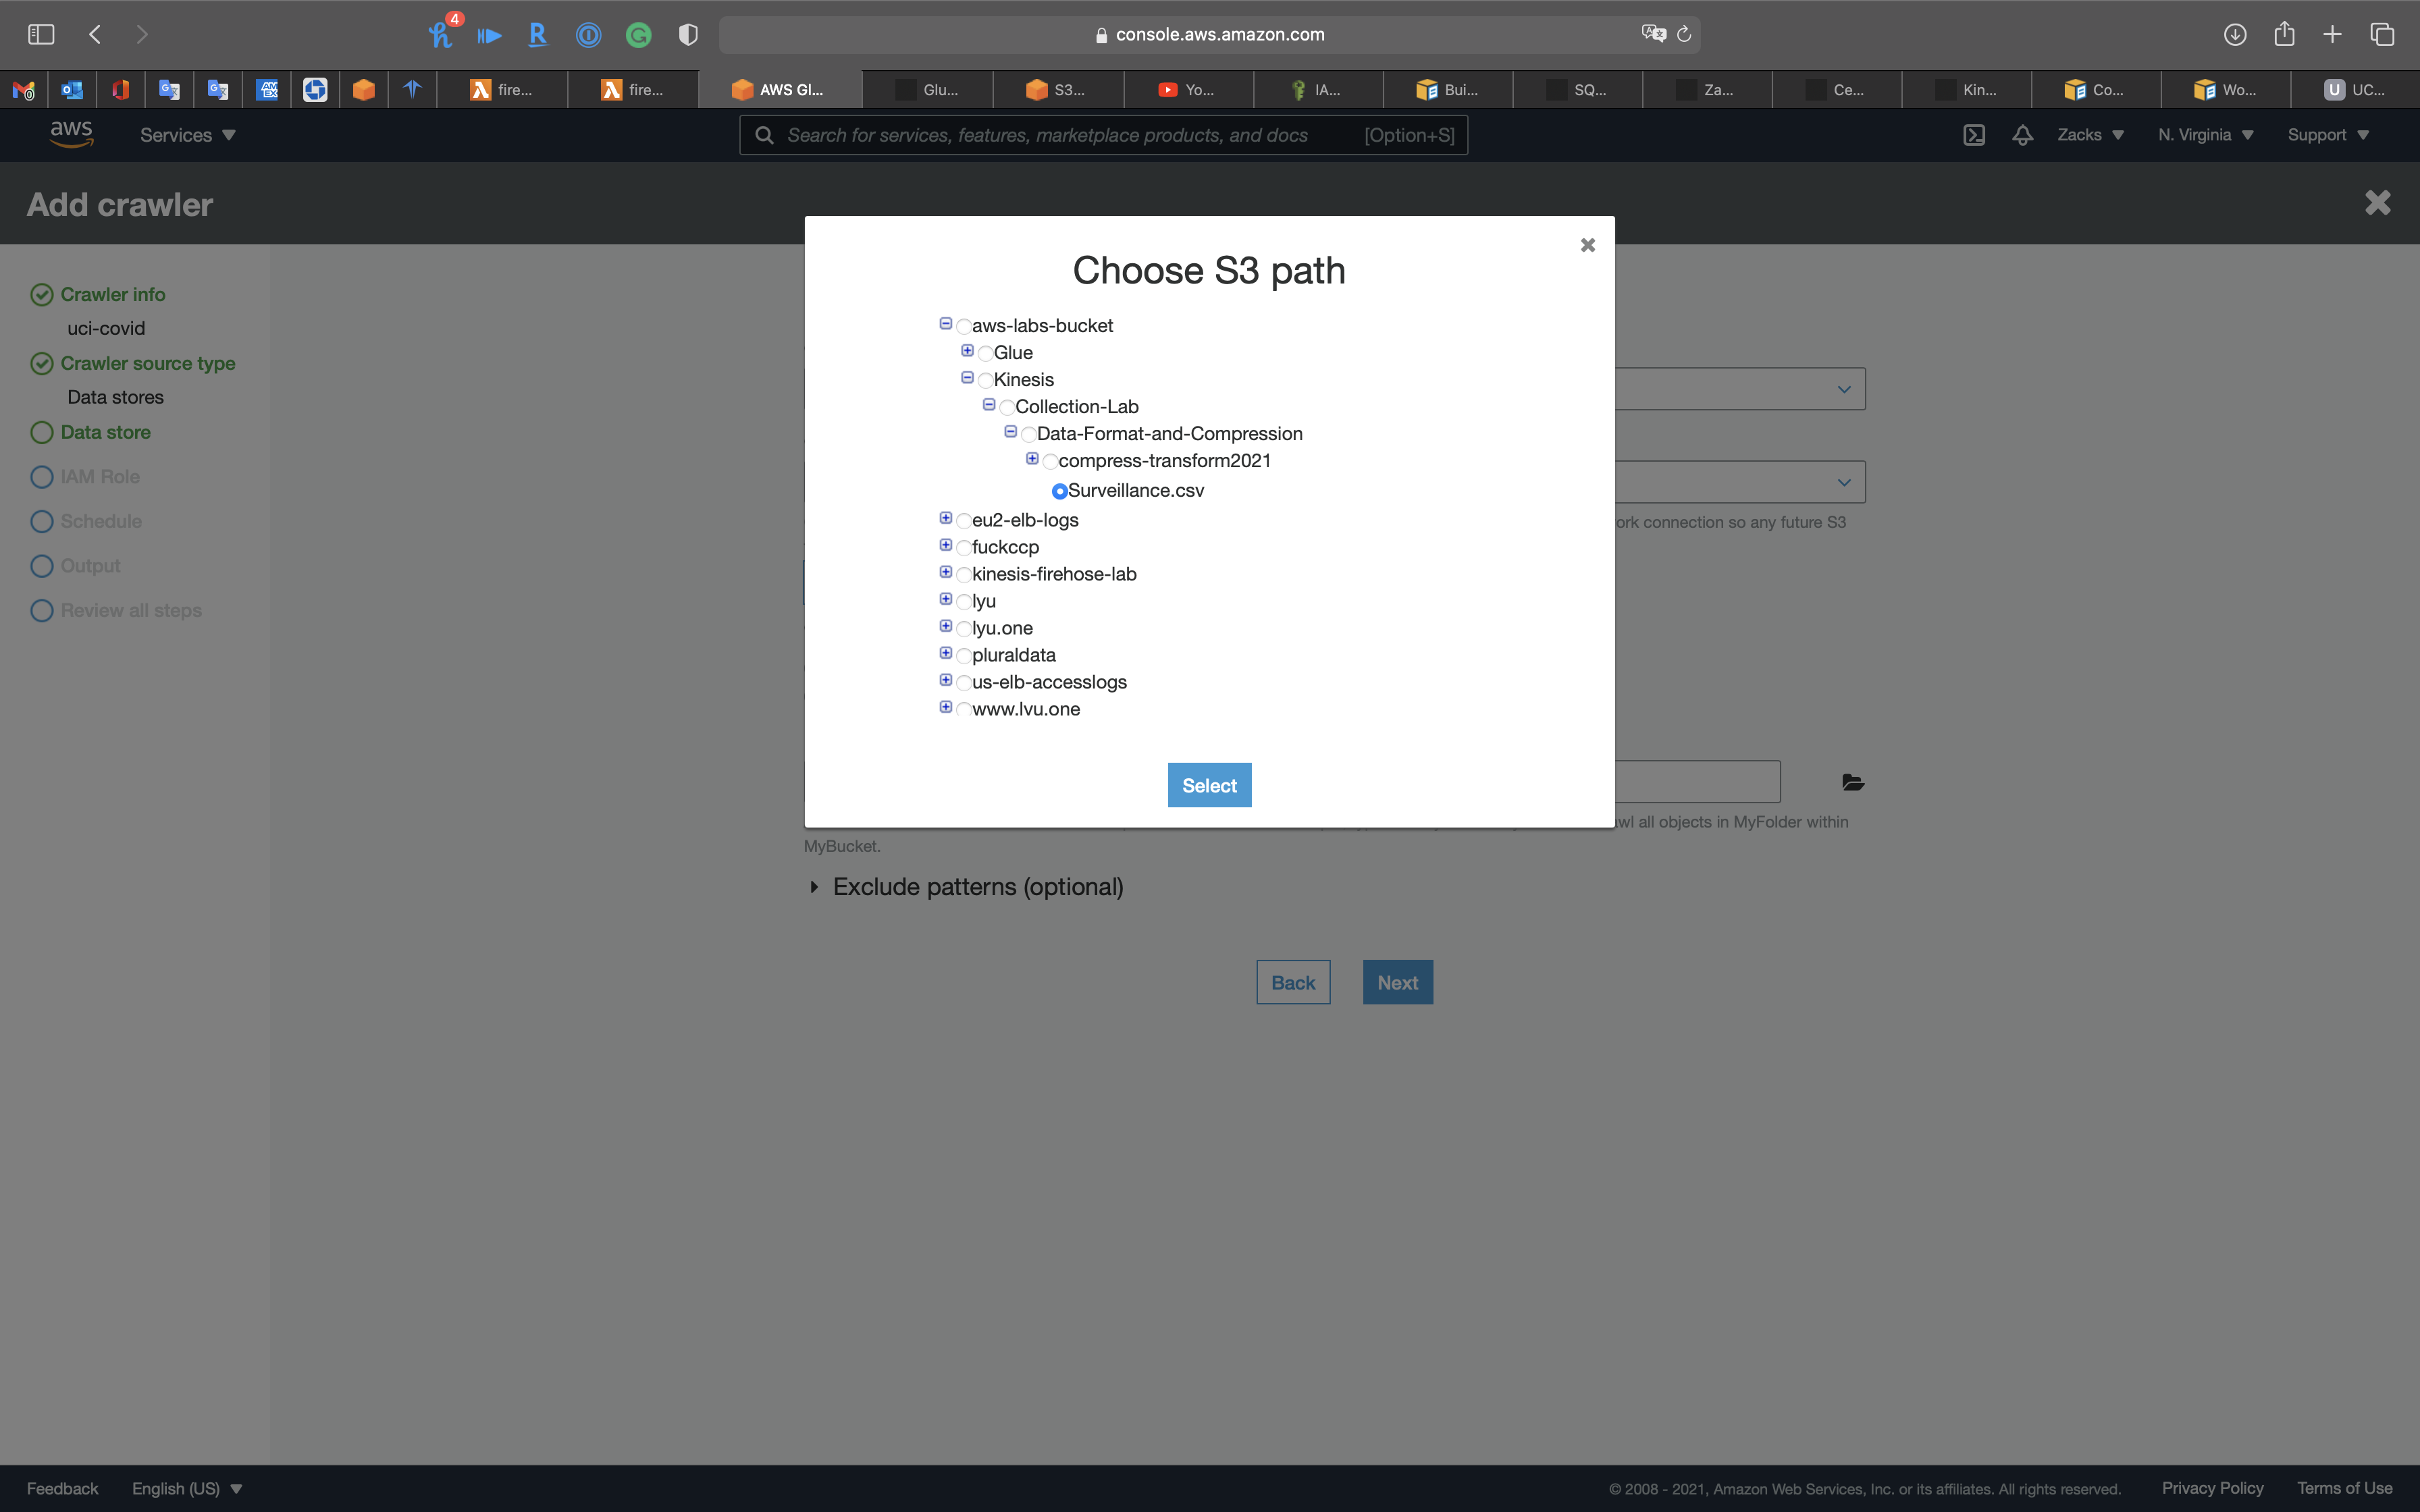 4
console.aws.amazon.com
fire...
fire...
AWS Gl...
Glu...
S3...
Yo...
IA...
Bui...
SQ...
Za...
Ce...
Kin...
Co...
Wo...
U UC...
aws
Services
Search for services, features, marketplace products, and docs [Option+S]
Zacks
N. Virginia
Support
Add crawler
Crawler info
uci-covid
Crawler source type
Data stores
Data store
IAM Role
Schedule
Output
Review all steps
Choose S3 path
aws-labs-bucket
Glue
Kinesis
Collection-Lab
Data-Format-and-Compression
compress-transform2021
Surveillance.csv
eu2-elb-logs
fuckccp
kinesis-firehose-lab
lyu
lyu.one
pluraldata
us-elb-accesslogs
www.lyu.one
Select
ork connection so any future S3
wl all objects in MyFolder within
MyBucket.
Exclude patterns (optional)
Back
Next
Feedback
English (US)
© 2008 - 2021, Amazon Web Services, Inc. or its affiliates. All rights reserved.
Privacy Policy
Terms of Use